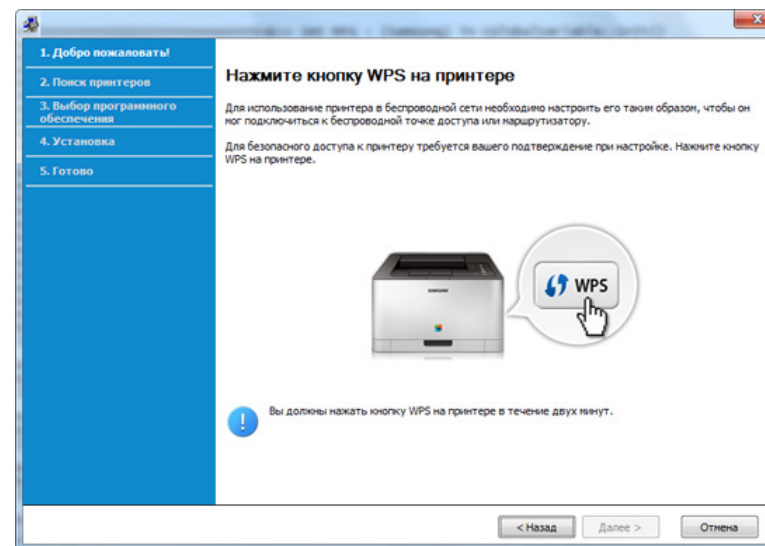 1. Добро пожаловать!
2. Поиск принтеров
3. Выбор программного
обеспечения
4. Установка
5. Готово
Нажмите кнопку WPS на принтере
Для использование принтера в беспроводной сети необходимо настроить его таким образом, чтобы он
мог подключиться к беспроводной точке доступа или маршрутизатору.
Для безопасного доступа к принтеру требуется вашего подтверждение при настройке. Нажмите кнопку
WPS на принтере.
SAMSUNG
WPS
Вы должны нажать кнопку WPS на принтере в течение двух минут.
< Назад
Далее >
Отмена